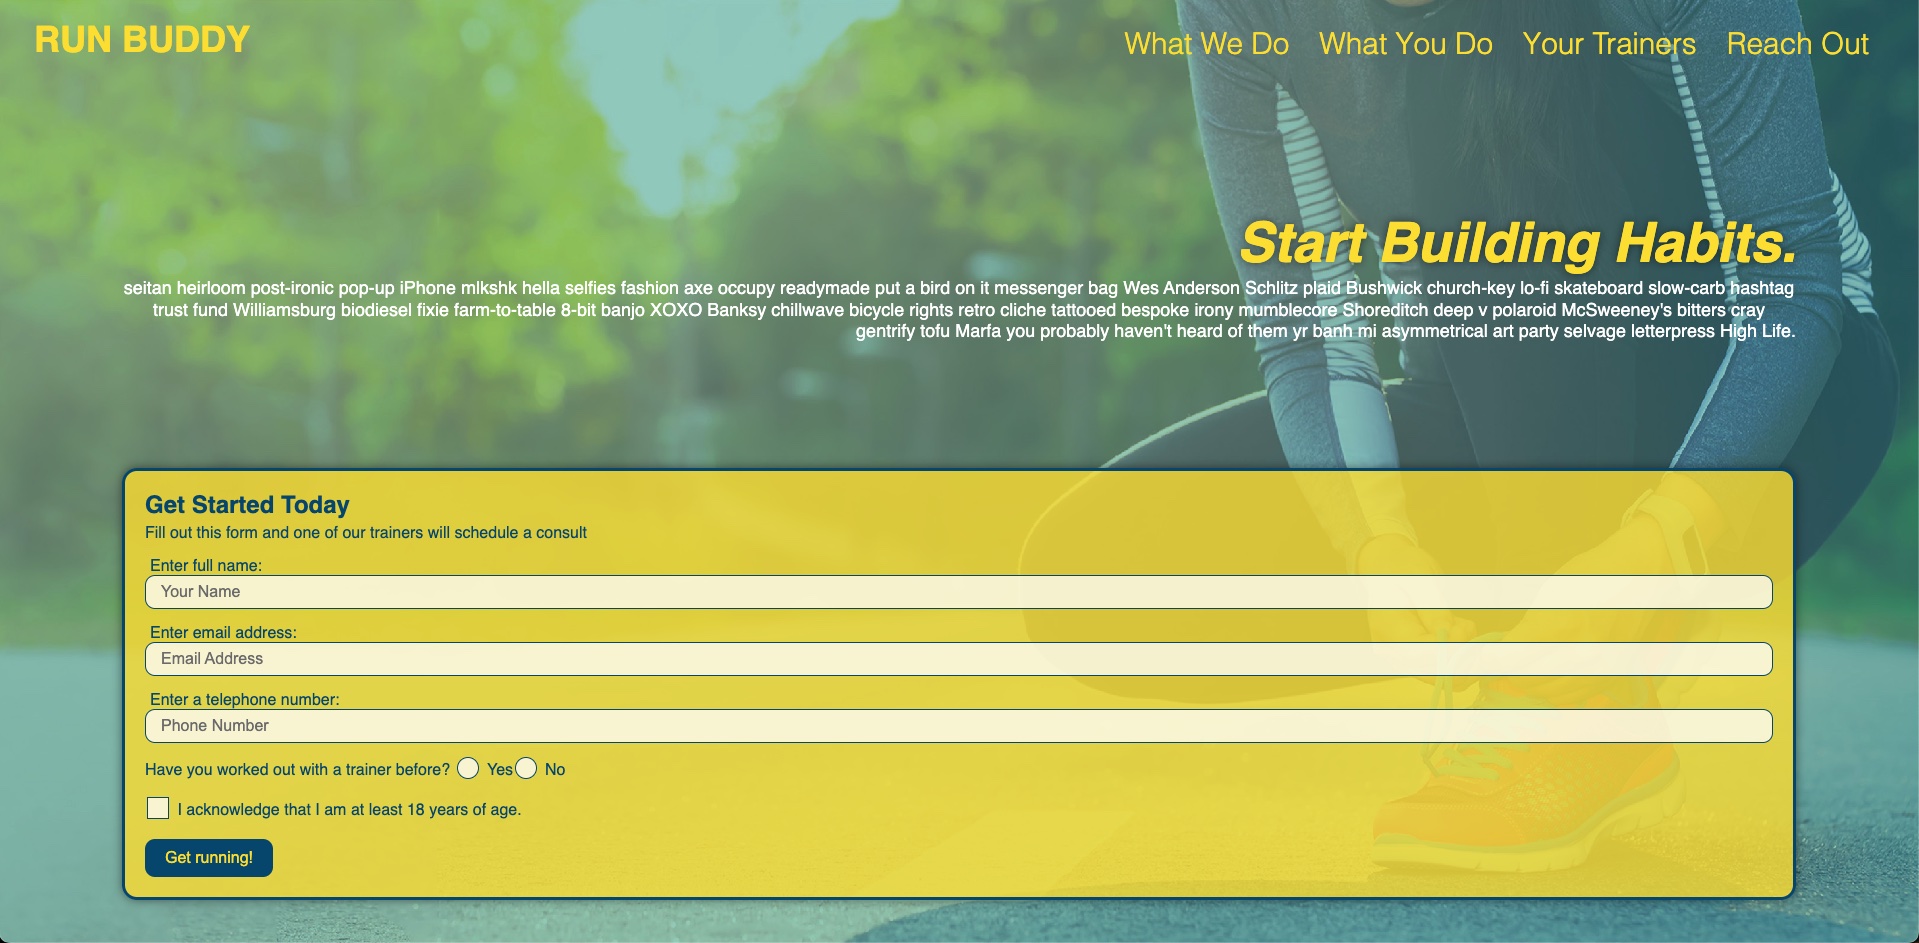 RUN BUDDY
What We Do What You Do Your Trainers Reach Out
Start Building Habits.
seitan heirloom post-ironic pop-up iPhone mlkshk hella selfies fashion axe occupy readymade put a bird on it messenger bag Wes Anderson Schlitz plaid Bushwick church-key lo-fi skateboard slow-carb hashtag
trust fund Williamsburg biodiesel fixie farm-to-table 8-bit banjo XOXO Banksy chillwave bicycle rights retro cliche tattooed bespoke irony mumblecore Shoreditch deep v polaroid McSweeney's bitters cray
gentrify tofu Marfa you probably haven't heard of them yr banh mi asymmetrical art party selvage letterpress High Life.
Get Started Today
Fill out this form and one of our trainers will schedule a consult
Enter full name:
Your Name
Enter email address:
Email Address
Enter a telephone number:
Phone Number
Have you worked out with a trainer before? Yes No
I acknowledge that I am at least 18 years of age.
Get running!